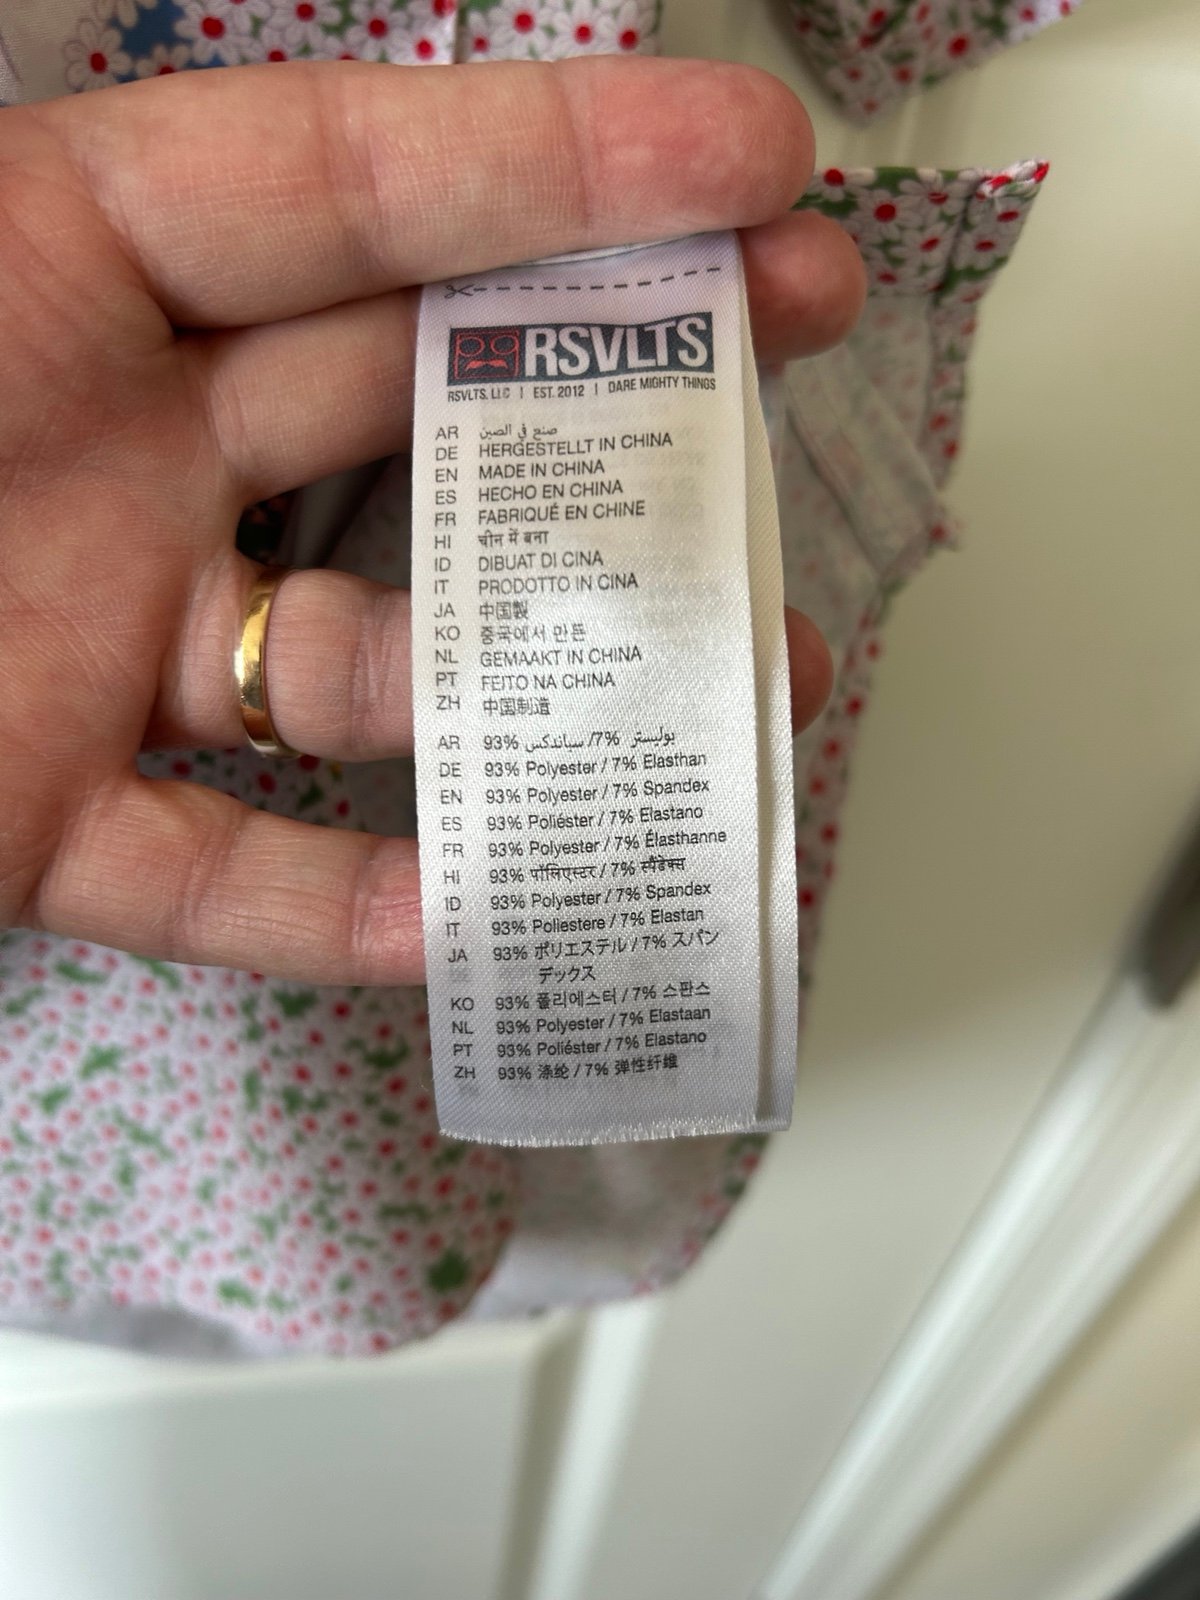 RSVLTS
RSVLTS, LLC | EST. 2012 | DARE MIGHTY THINGS
AR صنع في الصين
DE HERGESTELLT IN CHINA
EN MADE IN CHINA
ES HECHO EN CHINA
FR FABRIQUÉ EN CHINE
HI चीन में बना
ID DIBUAT DI CINA
IT PRODOTTO IN CINA
JA 中国製
KO 중국에서 만든
NL GEMAAKT IN CHINA
PT FEITO NA CHINA
ZH 中国制造
AR 93% بوليستر /7% سباندكس
DE 93% Polyester / 7% Elasthan
EN 93% Polyester / 7% Spandex
ES 93% Poliéster / 7% Elastano
FR 93% Polyester / 7% Élasthanne
HI 93% पॉलिएस्टर / 7% स्पैंडेक्स
ID 93% Polyester / 7% Spandex
IT 93% Poliestere / 7% Elastan
JA 93% ポリエステル / 7% スパン
デックス
KO 93% 폴리에스터 / 7% 스판스
NL 93% Polyester / 7% Elastaan
PT 93% Poliéster / 7% Elastano
ZH 93% 涤纶 / 7% 弹性纤维